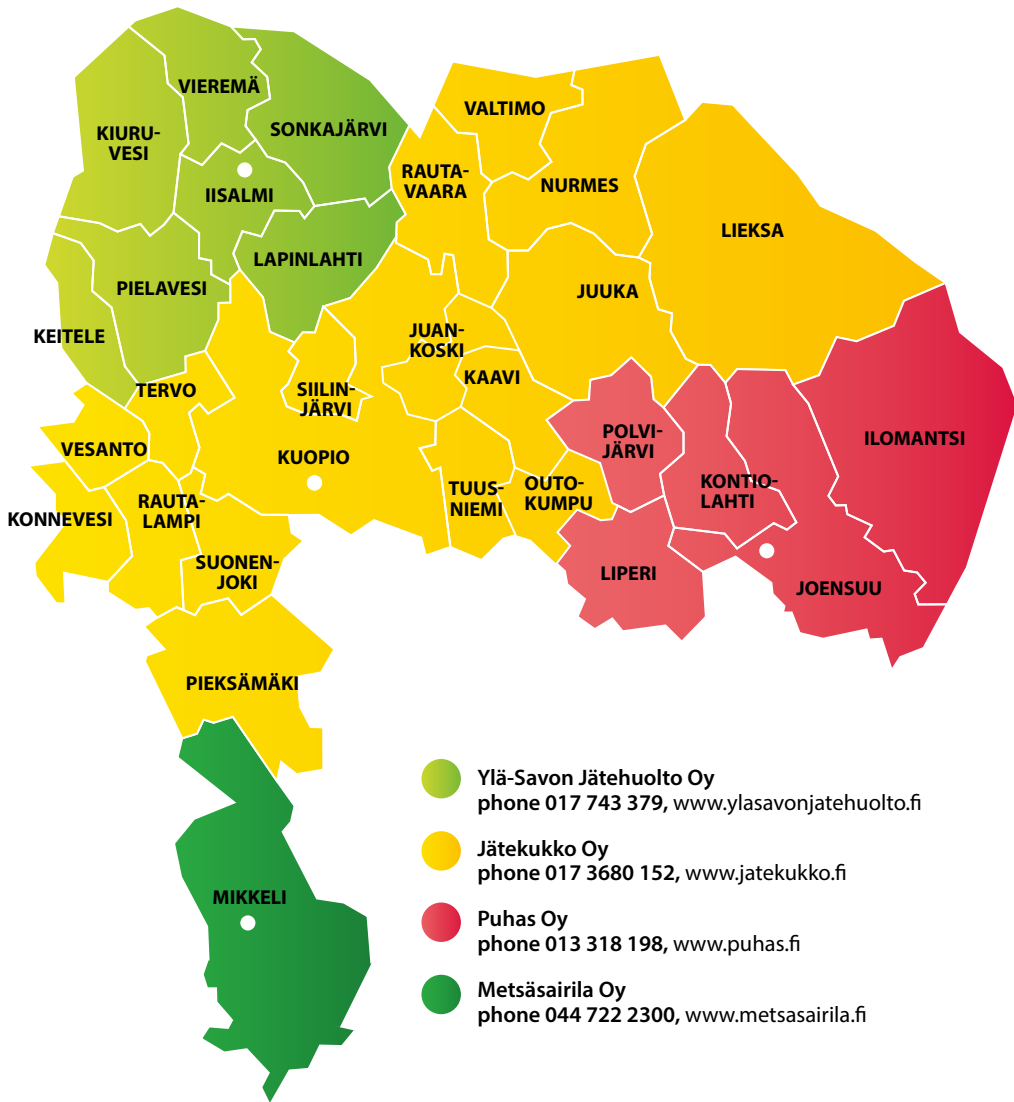 VIEREMÄ
KIURU-
VESI
SONKAJÄRVI
IISALMI
LAPINLAHTI
PIELAVESI
KEITELE
VALTIMO
RAUTA-
VAARA
NURMES
LIEKSA
JUUKA
JUAN-
KOSKI
KAAVI
SIILIN-
JÄRVI
TERVO
VESANTO
KUOPIO
KONNEVESI
RAUTA-
LAMPI
SUONEN-
JOKI
TUUS-
NIEMI
OUTO-
KUMPU
POLVI-
JÄRVI
KONTIO-
LAHTI
ILOMANTSI
LIPERI
JOENSUU
PIEKSÄMÄKI
MIKKELI
Ylä-Savon Jätehuolto Oy
phone 017 743 379, www.ylasavonjatehuolto.fi
Jätekukko Oy
phone 017 3680 152, www.jatekukko.fi
Puhas Oy
phone 013 318 198, www.puhas.fi
Metsäsairila Oy
phone 044 722 2300, www.metsasairila.fi